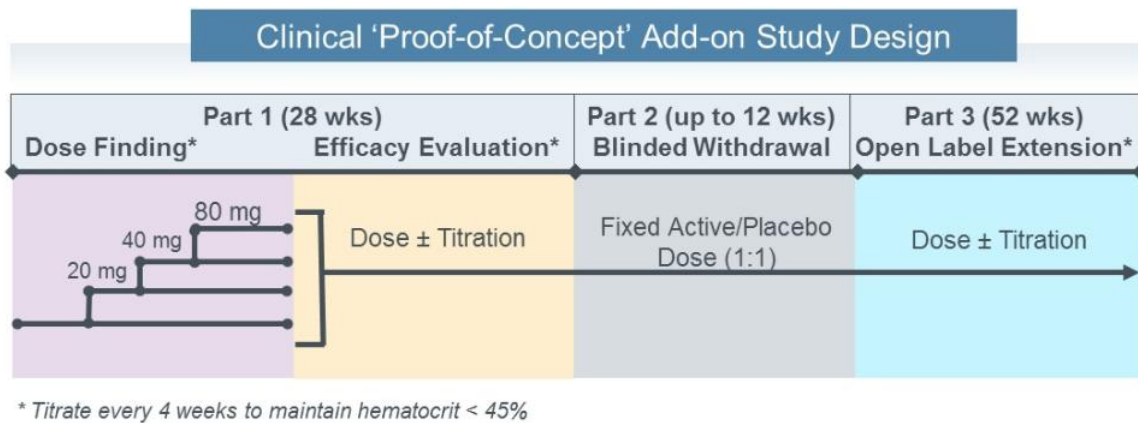 Clinical ‘Proof-of-Concept’ Add-on Study Design
Part 1 (28 wks)
Dose Finding*
Efficacy Evaluation*
Part 2 (up to 12 wks)
Blinded Withdrawal
Part 3 (52 wks)
Open Label Extension*
80 mg
40 mg
20 mg
Dose ± Titration
Fixed Active/Placebo
Dose (1:1)
Dose ± Titration
* Titrate every 4 weeks to maintain hematocrit < 45%